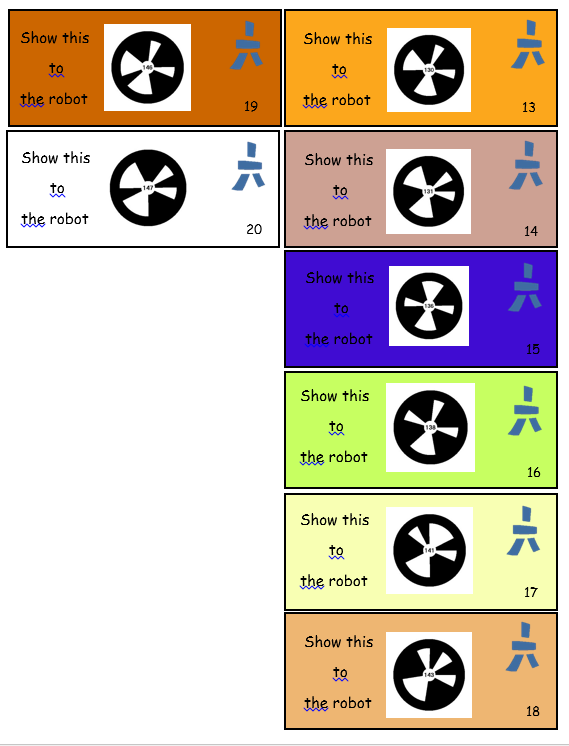 Show this
to
the robot
146
19
Show this
to
the robot
147
20
Show this
to
the robot
130
13
Show this
to
the robot
131
14
Show this
to
the robot
136
15
Show this
to
the robot
138
16
Show this
to
the robot
141
17
Show this
to
the robot
143
18